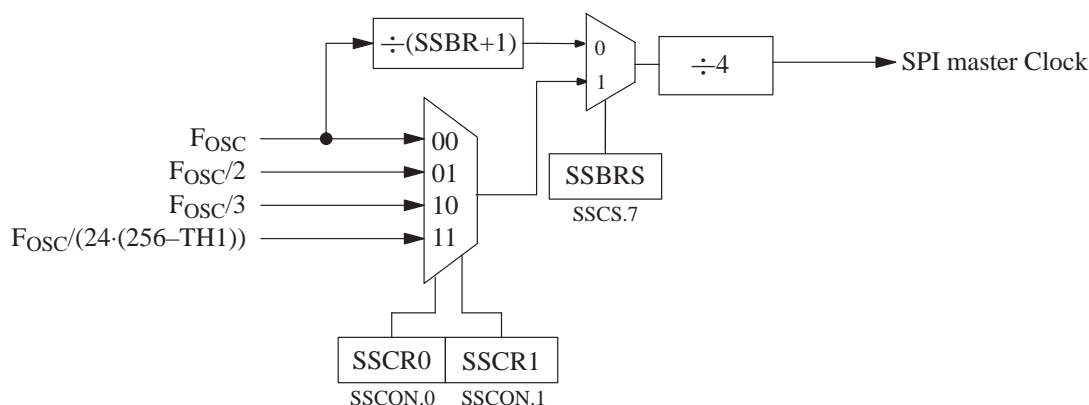 ÷(SSBR+1)
0
1
÷4
SPI master Clock
FOSC
FOSC/2
FOSC/3
FOSC/(24·(256–TH1))
00
01
10
11
SSBRS
SSCS.7
SSCR0 SSCR1
SSCON.0 SSCON.1